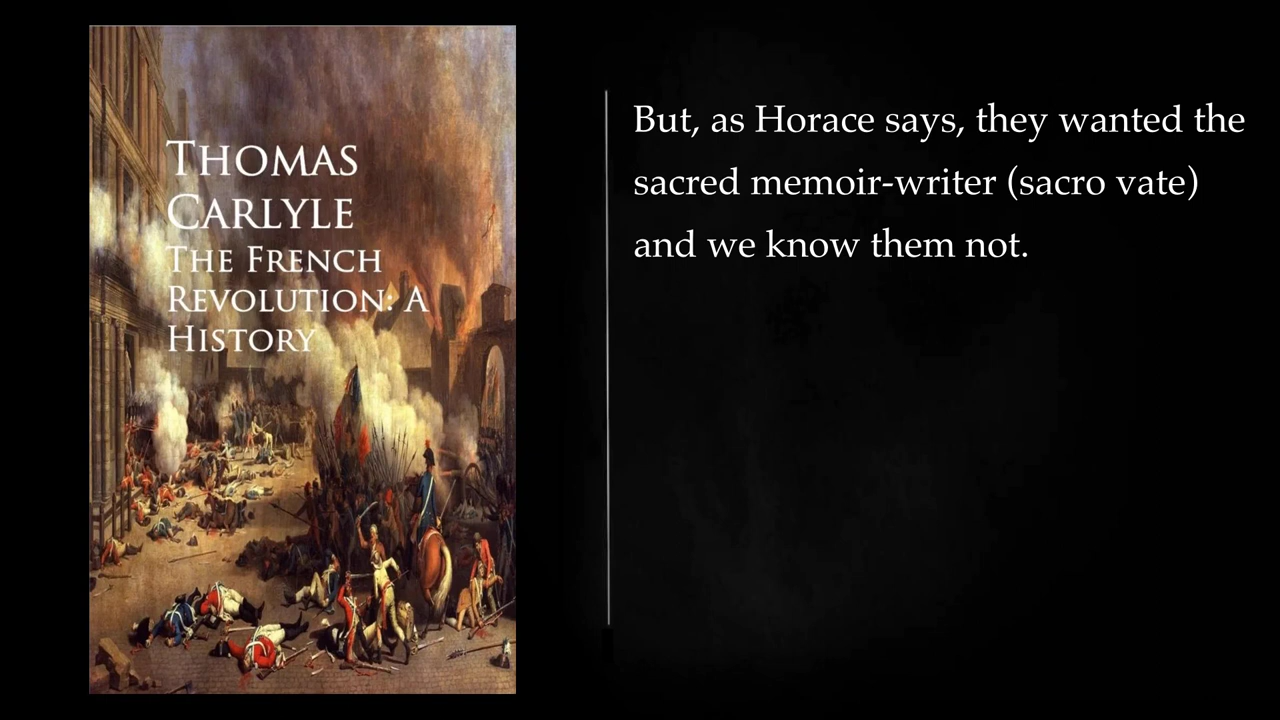 THOMAS
CARLYLE
THE FRENCH
REVOLUTION: A
HISTORY
But, as Horace says, they wanted the
sacred memoir-writer (sacro vate)
and we know them not.